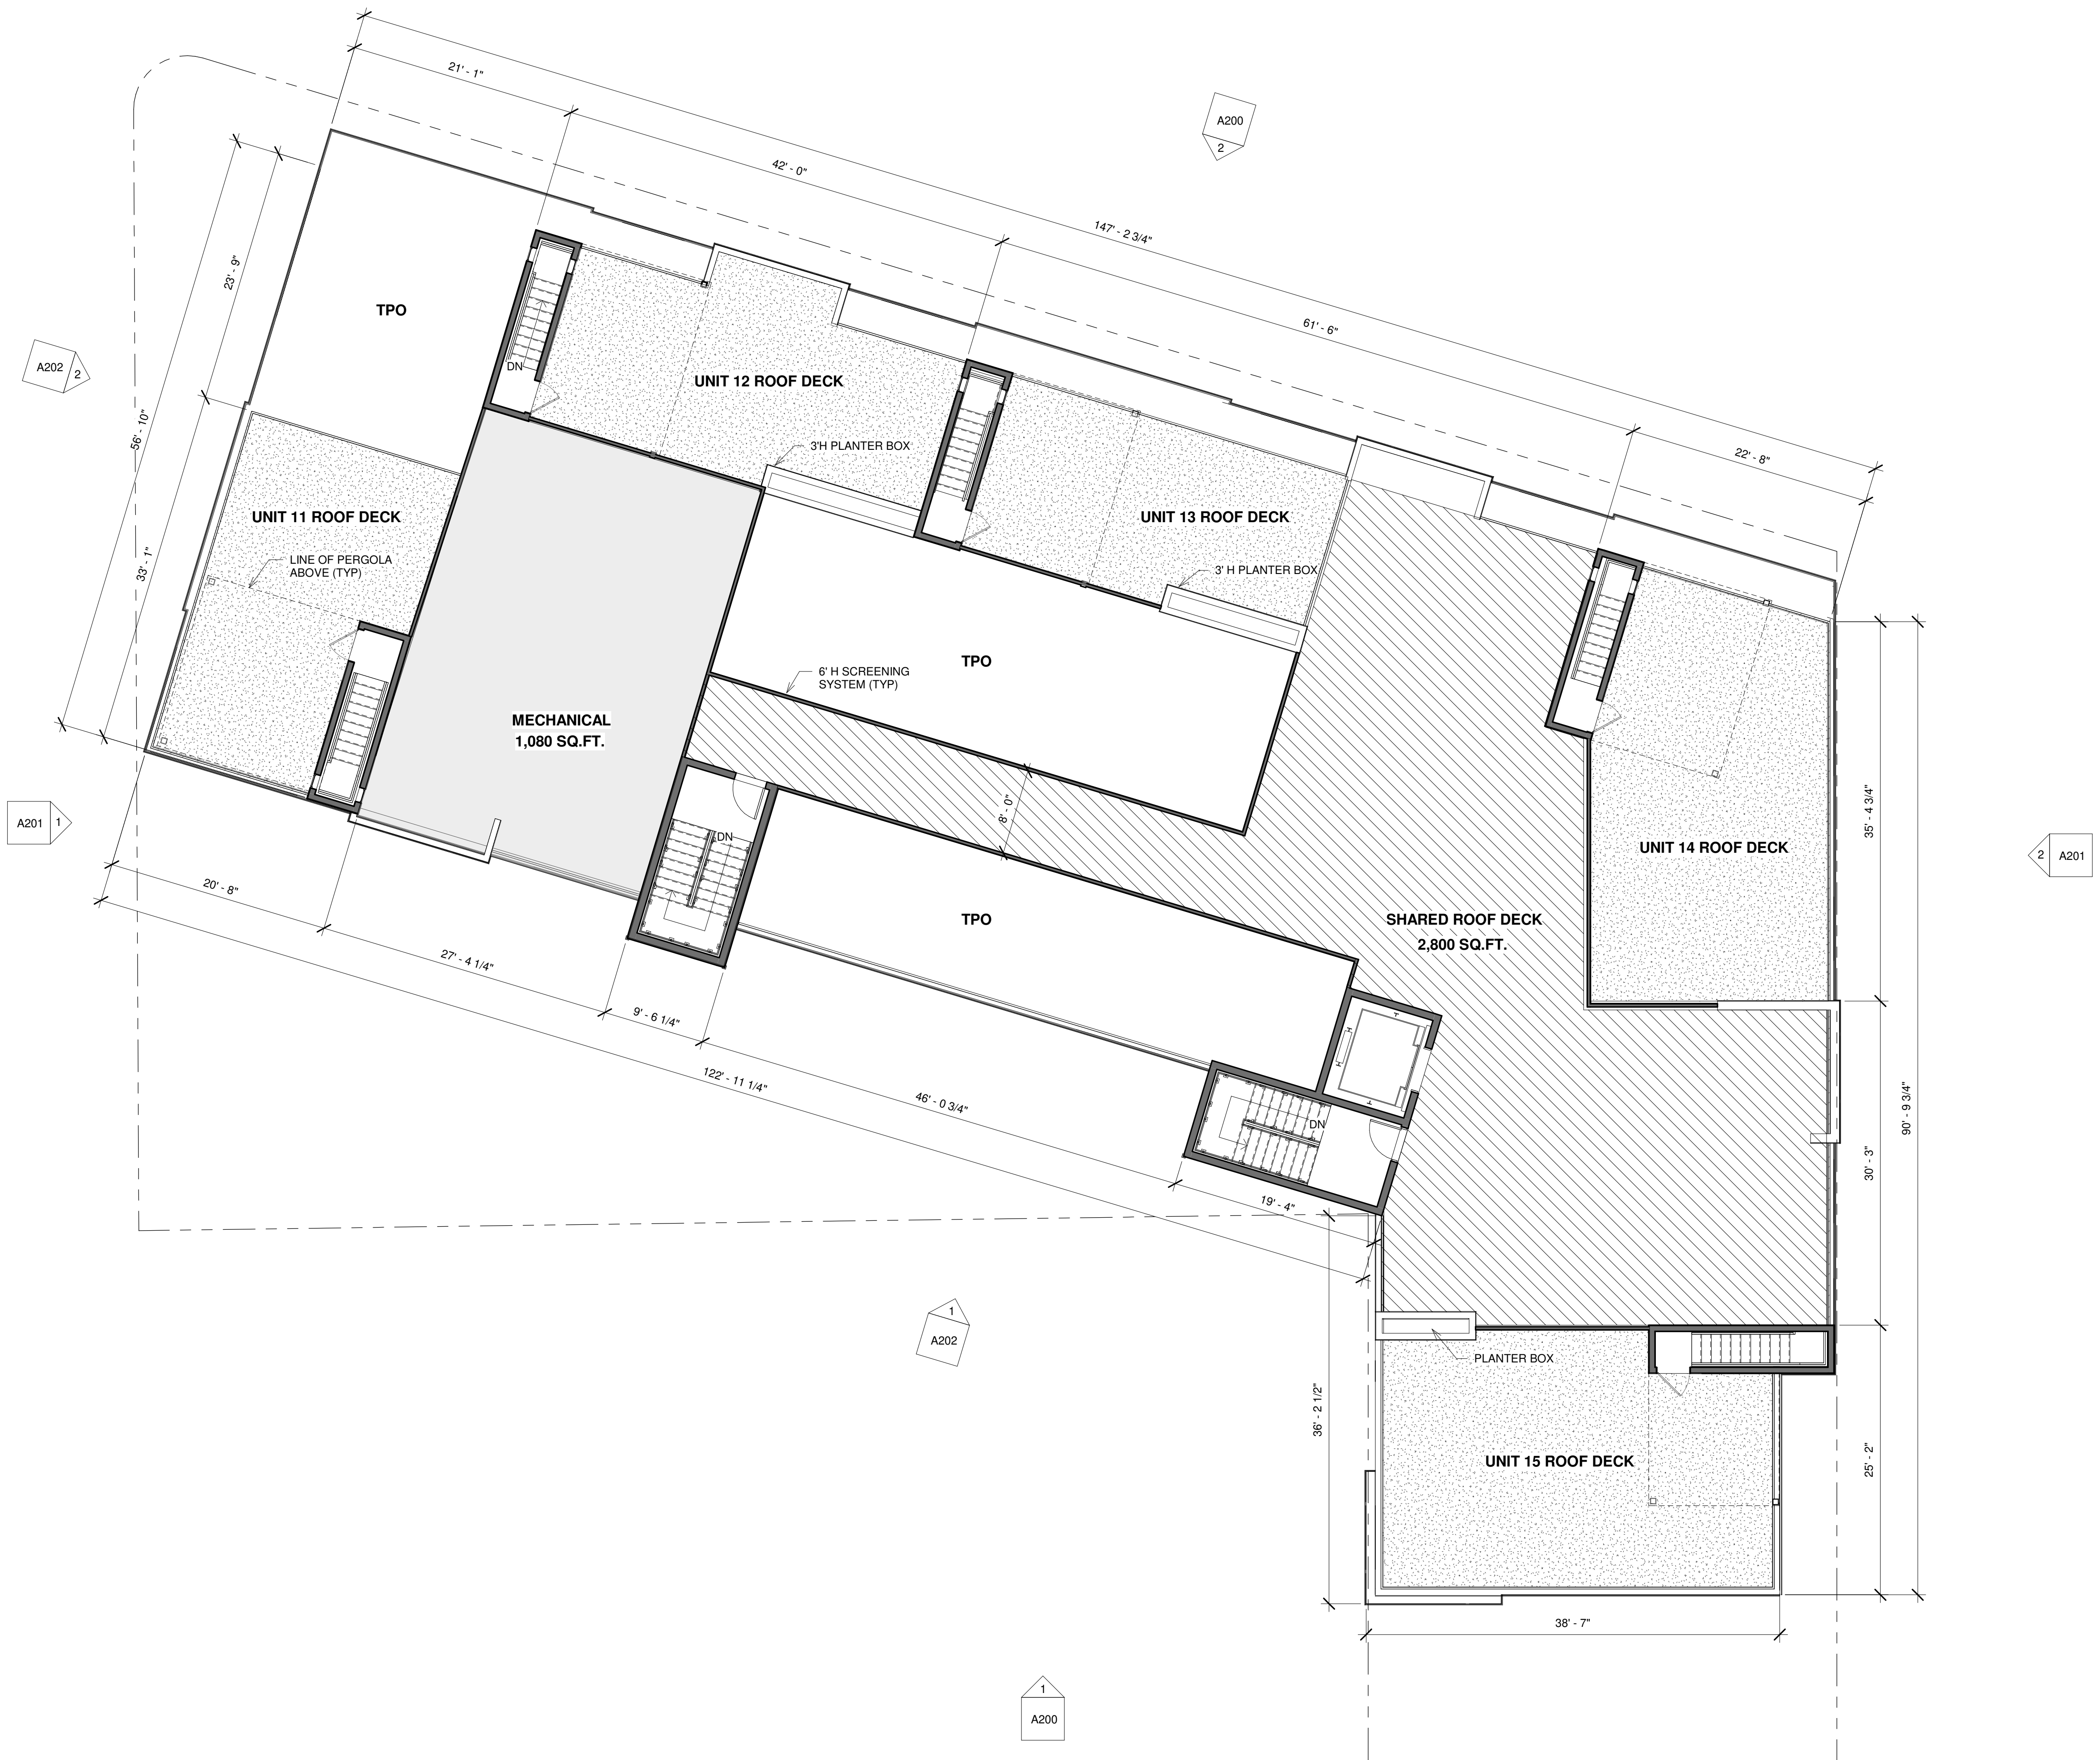 21' - 1"
A200
2
42' - 0"
147' - 2 3/4"
23' - 9"
TPO
61' - 6"
A202
2
DN
UNIT 12 ROOF DECK
56' - 10"
3'H PLANTER BOX
22' - 8"
UNIT 11 ROOF DECK
UNIT 13 ROOF DECK
LINE OF PERGOLA
ABOVE (TYP)
33' - 1"
3' H PLANTER BOX
TPO
6' H SCREENING
SYSTEM (TYP)
MECHANICAL
1,080 SQ.FT.
8' - 0"
35' - 4 3/4"
A201
1
DN
UNIT 14 ROOF DECK
2
A201
20' - 8"
TPO
SHARED ROOF DECK
2,800 SQ.FT.
27' - 4 1/4"
9' - 6 1/4"
122' - 11 1/4"
46' - 0 3/4"
DN
90' - 9 3/4"
30' - 3"
19' - 4"
1
A202
PLANTER BOX
36' - 2 1/2"
UNIT 15 ROOF DECK
25' - 2"
38' - 7"
1
A200